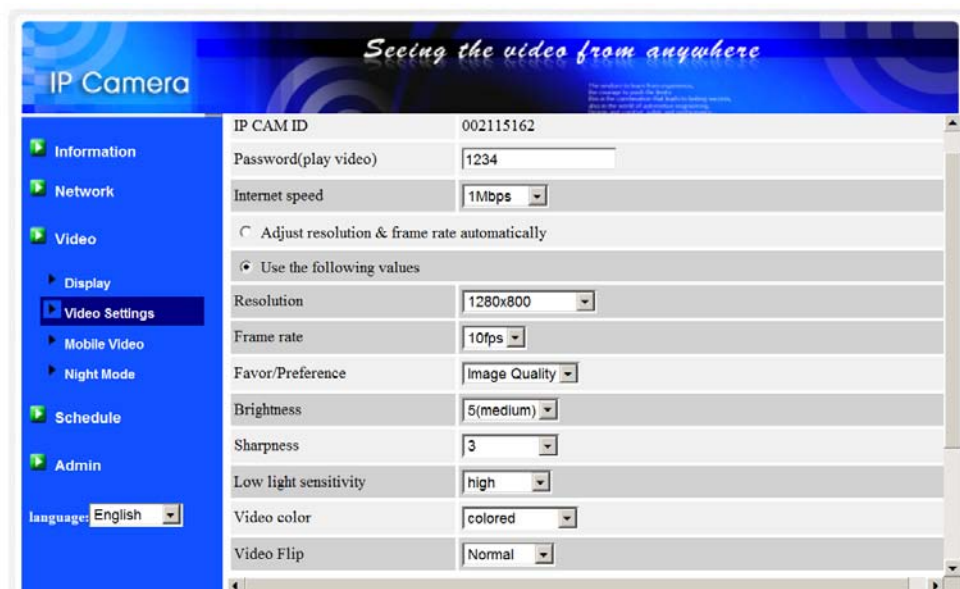 Seeing the video from anywhere
IP Camera
Information
Network
Video
Display
Video Settings
Mobile Video
Night Mode
Schedule
Admin
language: English
IP CAM ID 002115162
Password(play video) 1234
Internet speed 1Mbps
Adjust resolution & frame rate automatically
Use the following values
Resolution 1280x800
Frame rate 10fps
Favor/Preference Image Quality
Brightness 5(medium)
Sharpness 3
Low light sensitivity high
Video color colored
Video Flip Normal